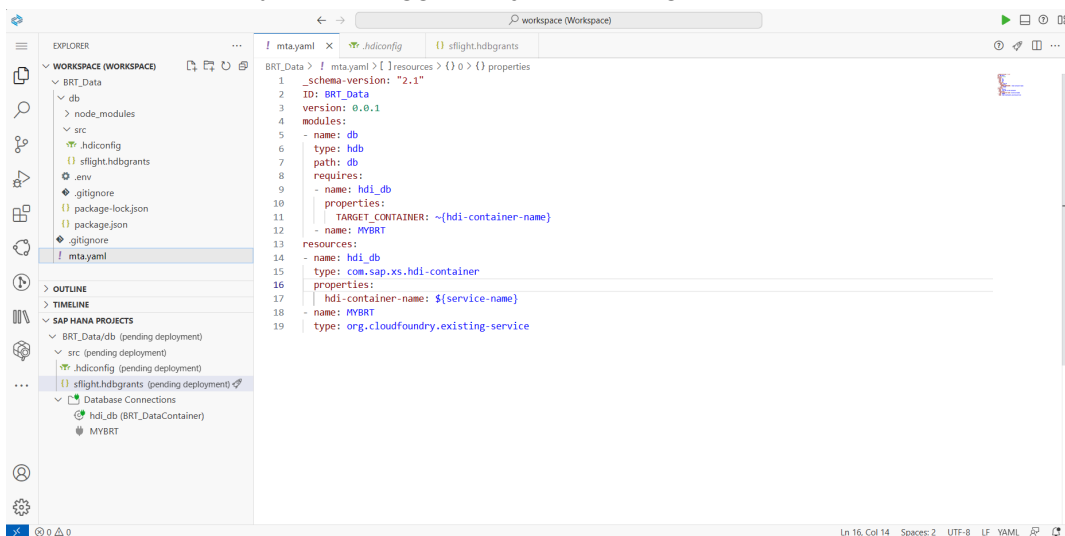 workspace (Workspace)
EXPLORER
WORKSPACE (WORKSPACE)
BRT_Data
db
node_modules
src
.hdiconfig
sflight.hdbgrants
.env
.gitignore
package-lock.json
package.json
.gitignore
mta.yaml
OUTLINE
TIMELINE
SAP HANA PROJECTS
BRT_Data/db (pending deployment)
src (pending deployment)
.hdiconfig (pending deployment)
sflight.hdbgrants (pending deployment)
Database Connections
hdi_db (BRT_DataContainer)
MYBRT
mta.yaml .hdiconfig sflight.hdbgrants
BRT_Data > ! mta.yaml > [ ] resources > {} 0 > {} properties
1 _schema-version: "2.1"
2 ID: BRT_Data
3 version: 0.0.1
4 modules:
5 - name: db
6 type: hdb
7 path: db
8 requires:
9 - name: hdi_db
10 properties:
11 TARGET_CONTAINER: ~{hdi-container-name}
12 - name: MYBRT
13 resources:
14 - name: hdi_db
15 type: com.sap.xs.hdi-container
16 properties:
17 hdi-container-name: ${service-name}
18 - name: MYBRT
19 type: org.cloudfoundry.existing-service
0 0
Ln 16, Col 14 Spaces: 2 UTF-8 LF YAML